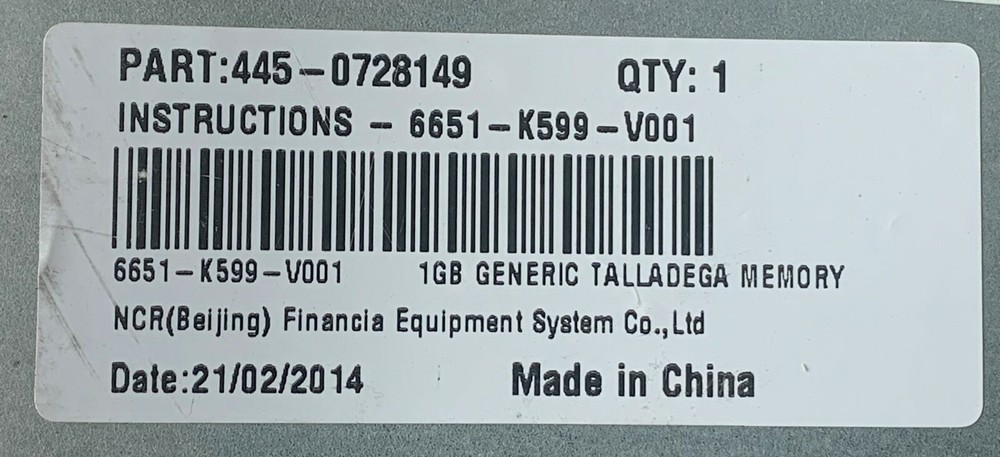 PART:445-0728149 QTY: 1
INSTRUCTIONS - 6651-K599-V001
6651-K599-V001 1GB GENERIC TALLADEGA MEMORY
NCR(Beijing) Financia Equipment System Co.,Ltd
Date:21/02/2014 Made in China